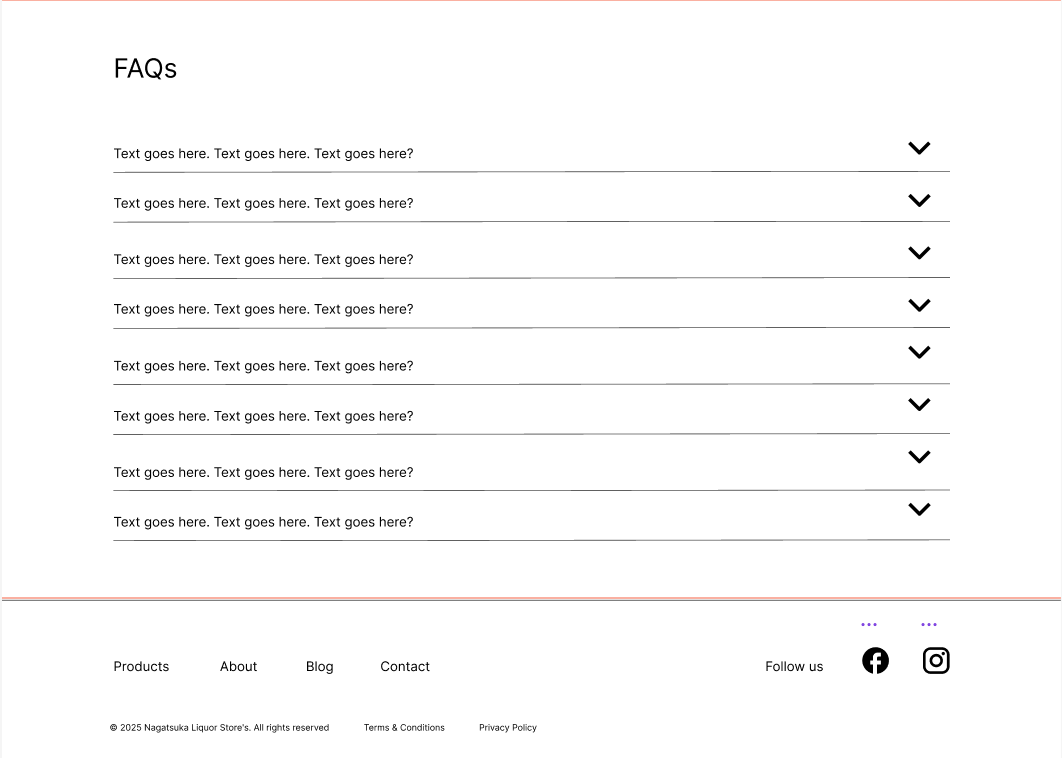 FAQs
Text goes here. Text goes here. Text goes here?
Text goes here. Text goes here. Text goes here?
Text goes here. Text goes here. Text goes here?
Text goes here. Text goes here. Text goes here?
Text goes here. Text goes here. Text goes here?
Text goes here. Text goes here. Text goes here?
Text goes here. Text goes here. Text goes here?
Text goes here. Text goes here. Text goes here?
Products About Blog Contact Follow us
© 2025 Nagatsuka Liquor Store's. All rights reserved Terms & Conditions Privacy Policy